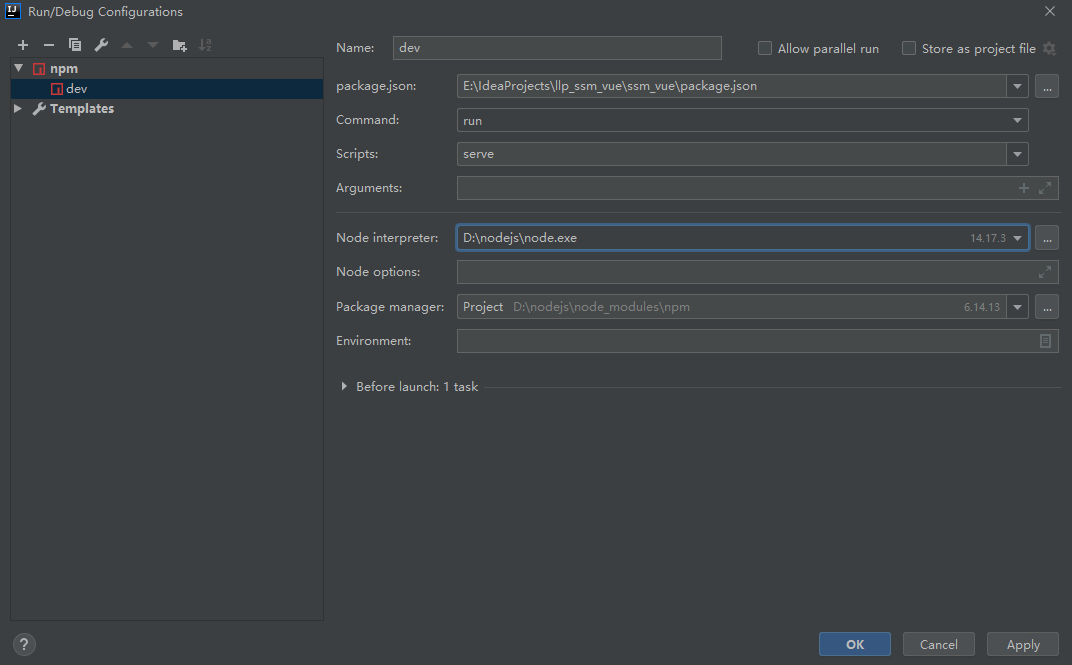 Run/Debug Configurations
Name: dev Allow parallel run Store as project file
npm
dev
Templates
package.json: E:\IdeaProjects\llp_ssm_vue\ssm_vue\package.json ...
Command: run
Scripts: serve
Arguments:
Node interpreter: D:\nodejs\node.exe 14.17.3 ...
Node options:
Package manager: Project D:\nodejs\node_modules\npm 6.14.13 ...
Environment:
Before launch: 1 task
? OK Cancel Apply